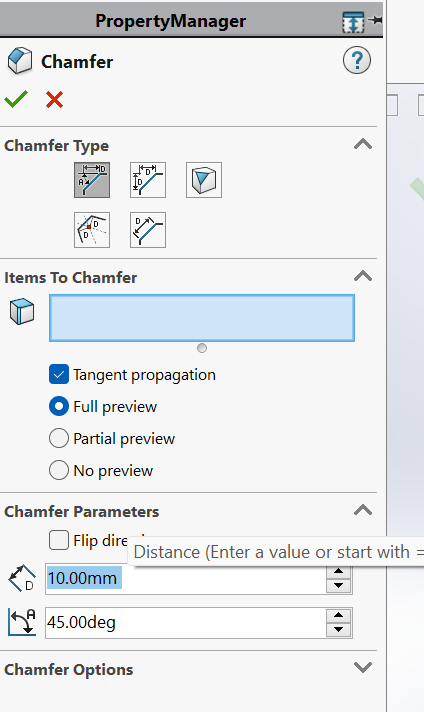 PropertyManager
Chamfer
?
Chamfer Type
D
A
D
D
D
D
D
Items To Chamfer
Tangent propagation
Full preview
Partial preview
No preview
Chamfer Parameters
Flip
Distance (Enter a value or start with =
D
10.00mm
A
45.00deg
Chamfer Options